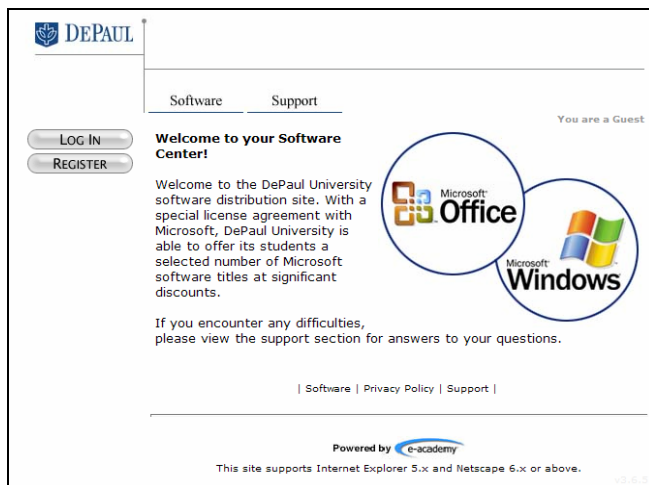 DEPAUL
Software Support
You are a Guest
LOG IN
REGISTER
Welcome to your Software
Center!
Welcome to the DePaul University
software distribution site. With a
special license agreement with
Microsoft, DePaul University is
able to offer its students a
selected number of Microsoft
software titles at significant
discounts.
Microsoft
Office
Microsoft
Windows
If you encounter any difficulties,
please view the support section for answers to your questions.
| Software | Privacy Policy | Support |
Powered by e-academy
This site supports Internet Explorer 5.x and Netscape 6.x or above.